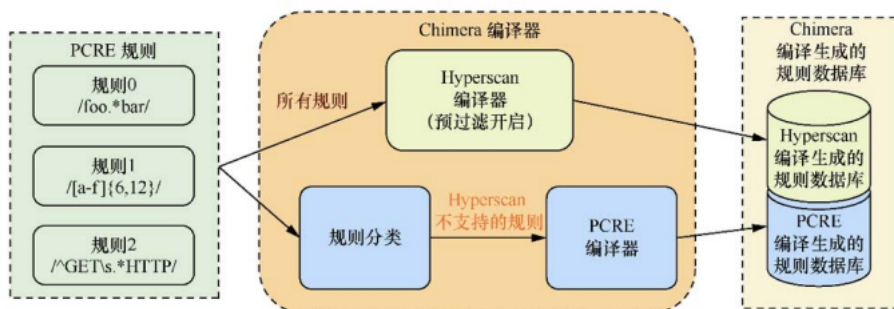 PCRE 规则
规则0
/foo.*bar/
规则1
/[a-f]{6,12}/
规则2
/^GET\s.*HTTP/
Chimera 编译器
所有规则
Hyperscan
编译器
(预过滤开启)
规则分类
Hyperscan
不支持的规则
PCRE
编译器
Chimera
编译生成的
规则数据库
Hyperscan
编译生成的
规则数据库
PCRE
编译生成的
规则数据库